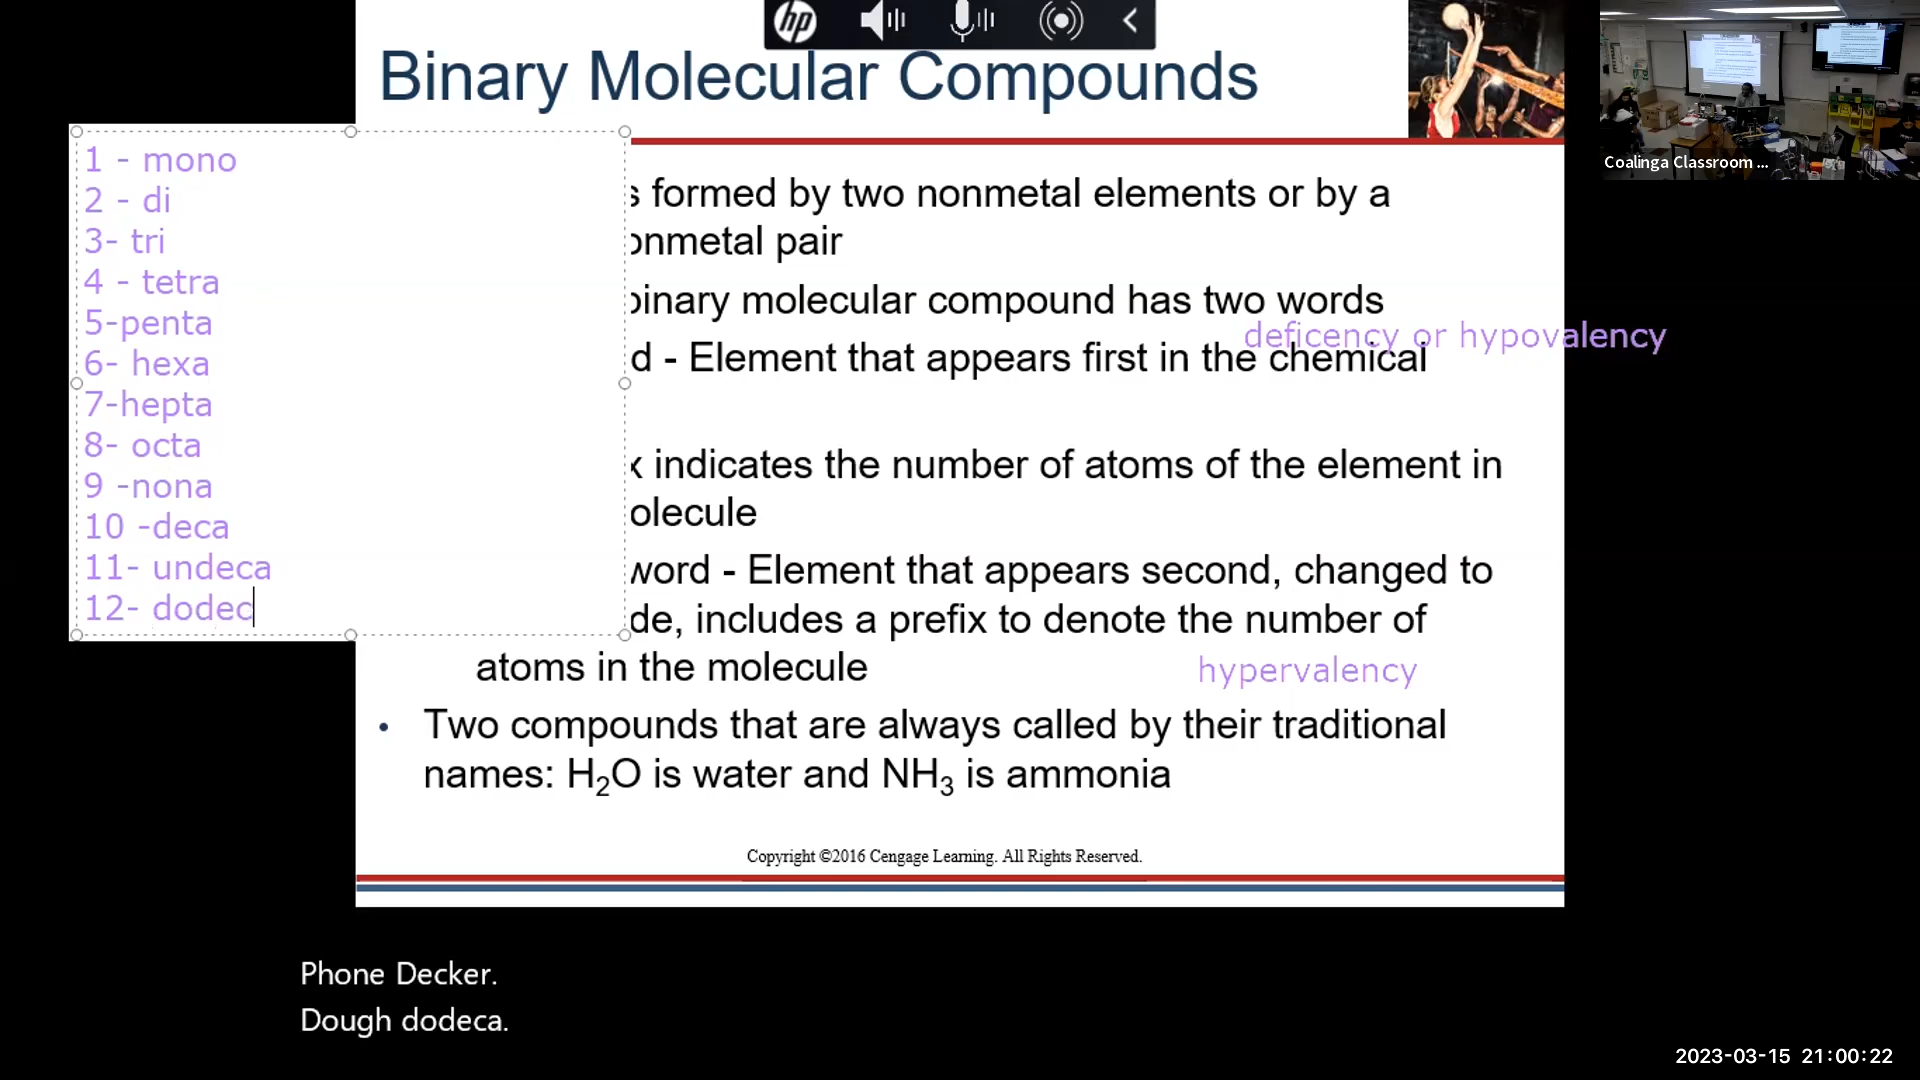 hp
Binary Molecular Compounds
Coalinga Classroom ...
1 - mono
2 - di
3- tri
4 - tetra
5-penta
6- hexa
7-hepta
8- octa
9 -nona
10 -deca
11- undeca
12- dodec
s formed by two nonmetal elements or by a
onmetal pair
binary molecular compound has two words
deficency or hypovalency
d - Element that appears first in the chemical
x indicates the number of atoms of the element in
olecule
word - Element that appears second, changed to
de, includes a prefix to denote the number of
atoms in the molecule
hypervalency
• Two compounds that are always called by their traditional
names: H₂O is water and NH₃ is ammonia
Copyright ©2016 Cengage Learning. All Rights Reserved.
Phone Decker.
Dough dodeca.
2023-03-15 21:00:22